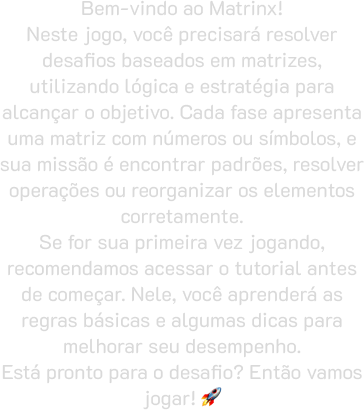 Bem-vindo ao Matrinx!
Neste jogo, você precisará resolver
desafios baseados em matrizes,
utilizando lógica e estratégia para
alcançar o objetivo. Cada fase apresenta
uma matriz com números ou símbolos, e
sua missão é encontrar padrões, resolver
operações ou reorganizar os elementos
corretamente.
Se for sua primeira vez jogando,
recomendamos acessar o tutorial antes
de começar. Nele, você aprenderá as
regras básicas e algumas dicas para
melhorar seu desempenho.
Está pronto para o desafio? Então vamos
jogar! 🚀